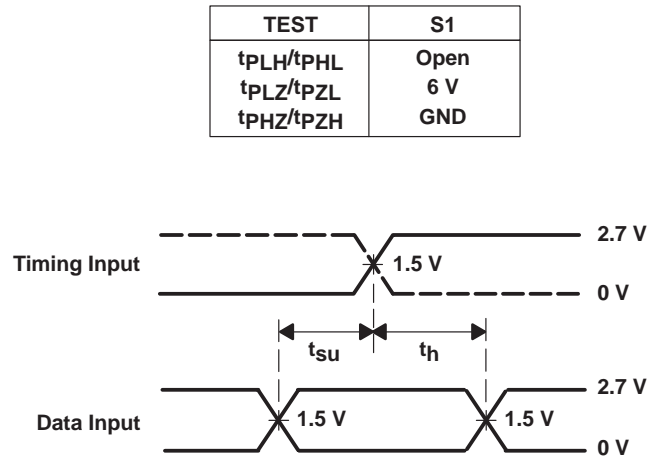 TEST S1
tPLH/tPHL Open
tPLZ/tPZL 6 V
tPHZ/tPZH GND
2.7 V
Timing Input 1.5 V
0 V
tsu th
2.7 V
Data Input 1.5 V 1.5 V
0 V